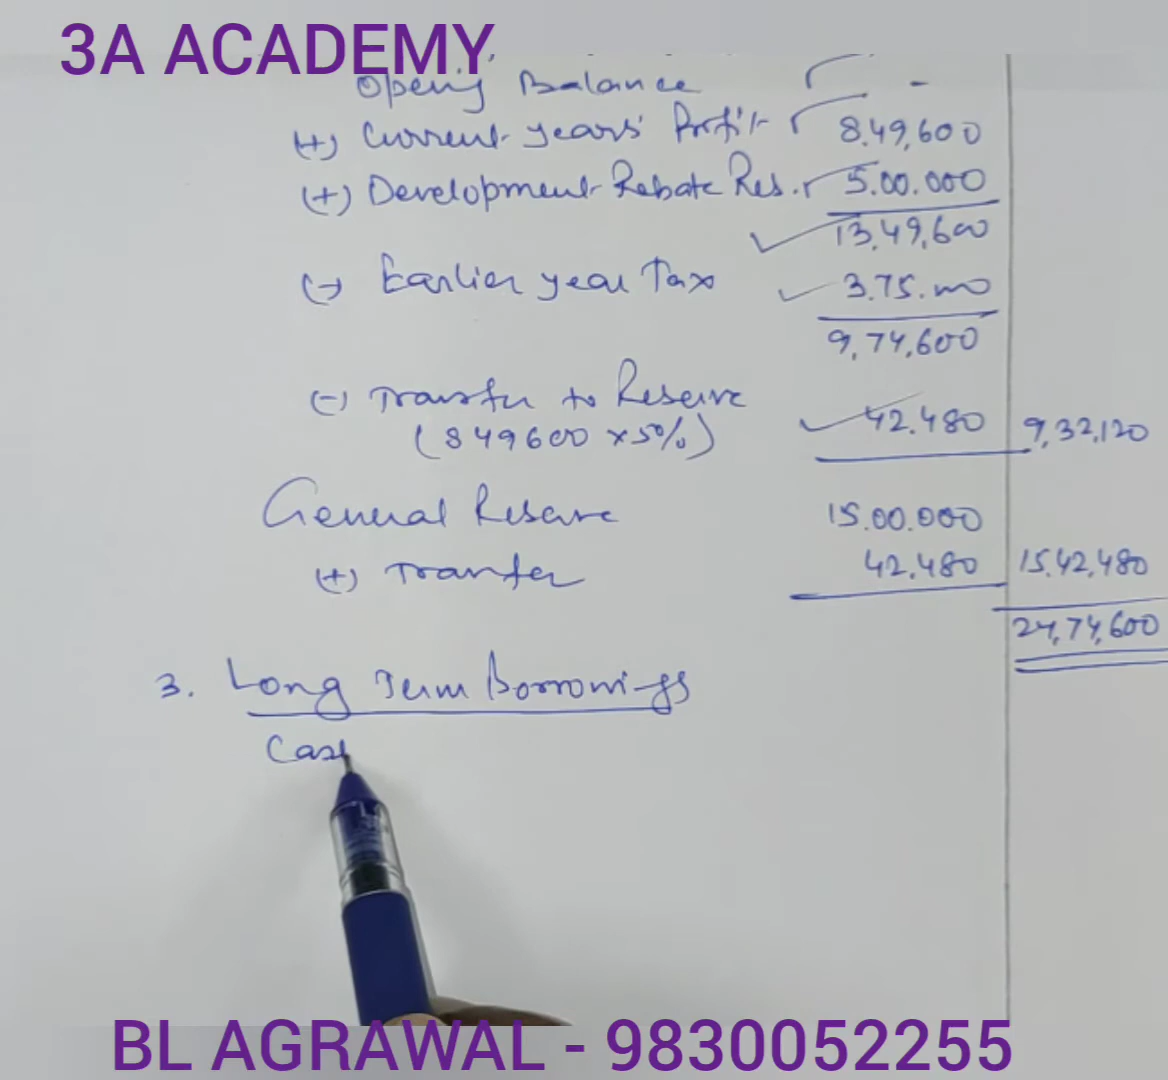 3A ACADEMY
Opening Balance -
(+) Current years' Profit 8,49,600
(+) Development Rebate Res. 5.00.000
13,49,600
(-) Earlier year Tax 3.75.000
9,74,600
(-) Transfer to Reserve
(849600 x 5%) 42.480 9,32,120
General Reserve 15.00.000
(+) Transfer 42.480 15,42,480
24,74,600
3. Long Term Borrowings
Cash
BL AGRAWAL - 9830052255